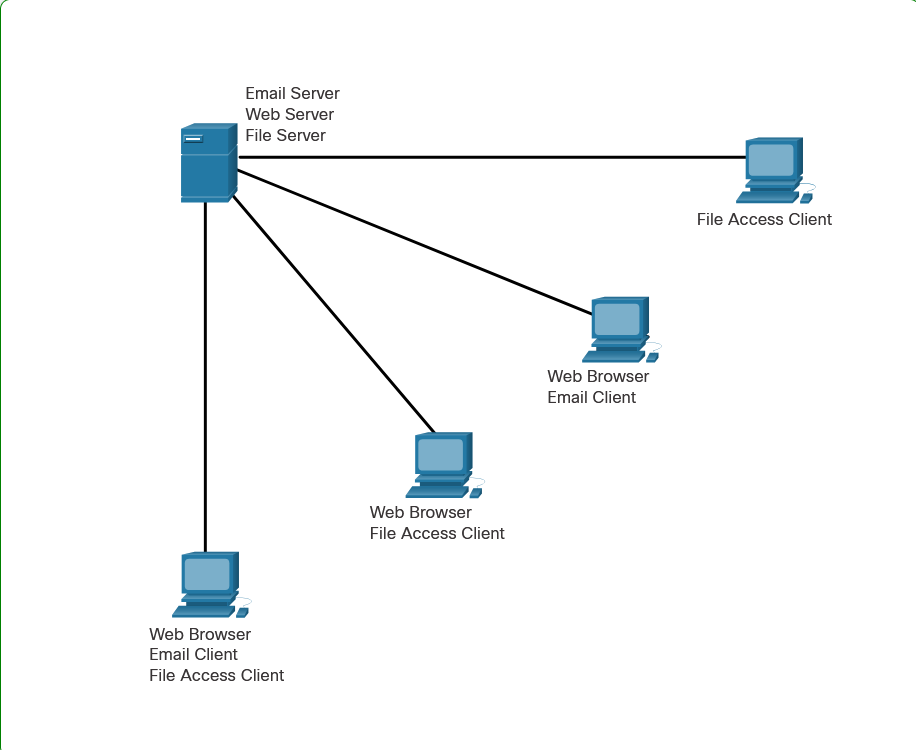 Email Server
Web Server
File Server
File Access Client
Web Browser
Email Client
Web Browser
File Access Client
Web Browser
Email Client
File Access Client